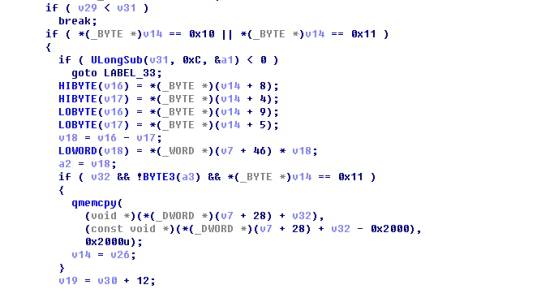 if ( v29 < v31 )
break;
if ( *(_BYTE *)v14 == 0x10 || *(_BYTE *)v14 == 0x11 )
{
if ( ULongSub(v31, 0xC, &a1) < 0 )
goto LABEL_33;
HIBYTE(v16) = *(_BYTE *)(v14 + 8);
HIBYTE(v17) = *(_BYTE *)(v14 + 4);
LOBYTE(v16) = *(_BYTE *)(v14 + 9);
LOBYTE(v17) = *(_BYTE *)(v14 + 5);
v18 = v16 - v17;
LOWORD(v18) = *(_WORD *)(v7 + 46) * v18;
a2 = v18;
if ( v32 && !BYTE3(a3) && *(_BYTE *)v14 == 0x11 )
{
qmemcpy(
(void *)(*(_DWORD *)(v7 + 28) + v32),
(const void *)(*(_DWORD *)(v7 + 28) + v32 - 0x2000),
0x2000u);
v14 = v26;
}
v19 = v30 + 12;